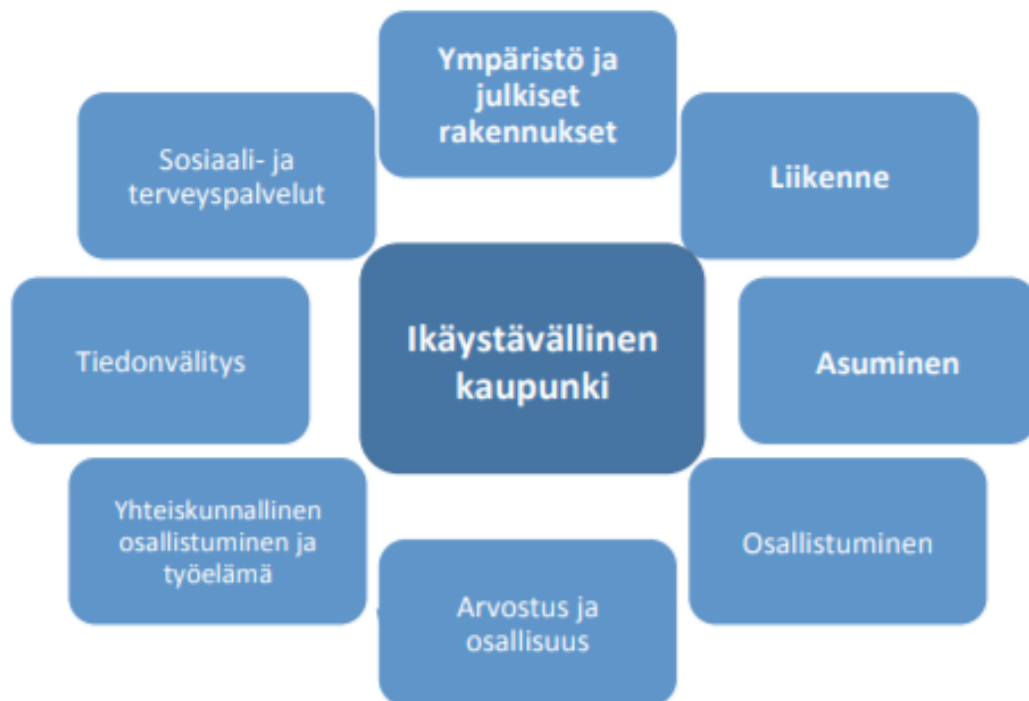 Ympäristö ja
julkiset
rakennukset
Sosiaali- ja
terveyspalvelut
Liikenne
Ikäystävällinen
kaupunki
Tiedonvälitys
Asuminen
Yhteiskunnallinen
osallistuminen ja
työelämä
Osallistuminen
Arvostus ja
osallisuus